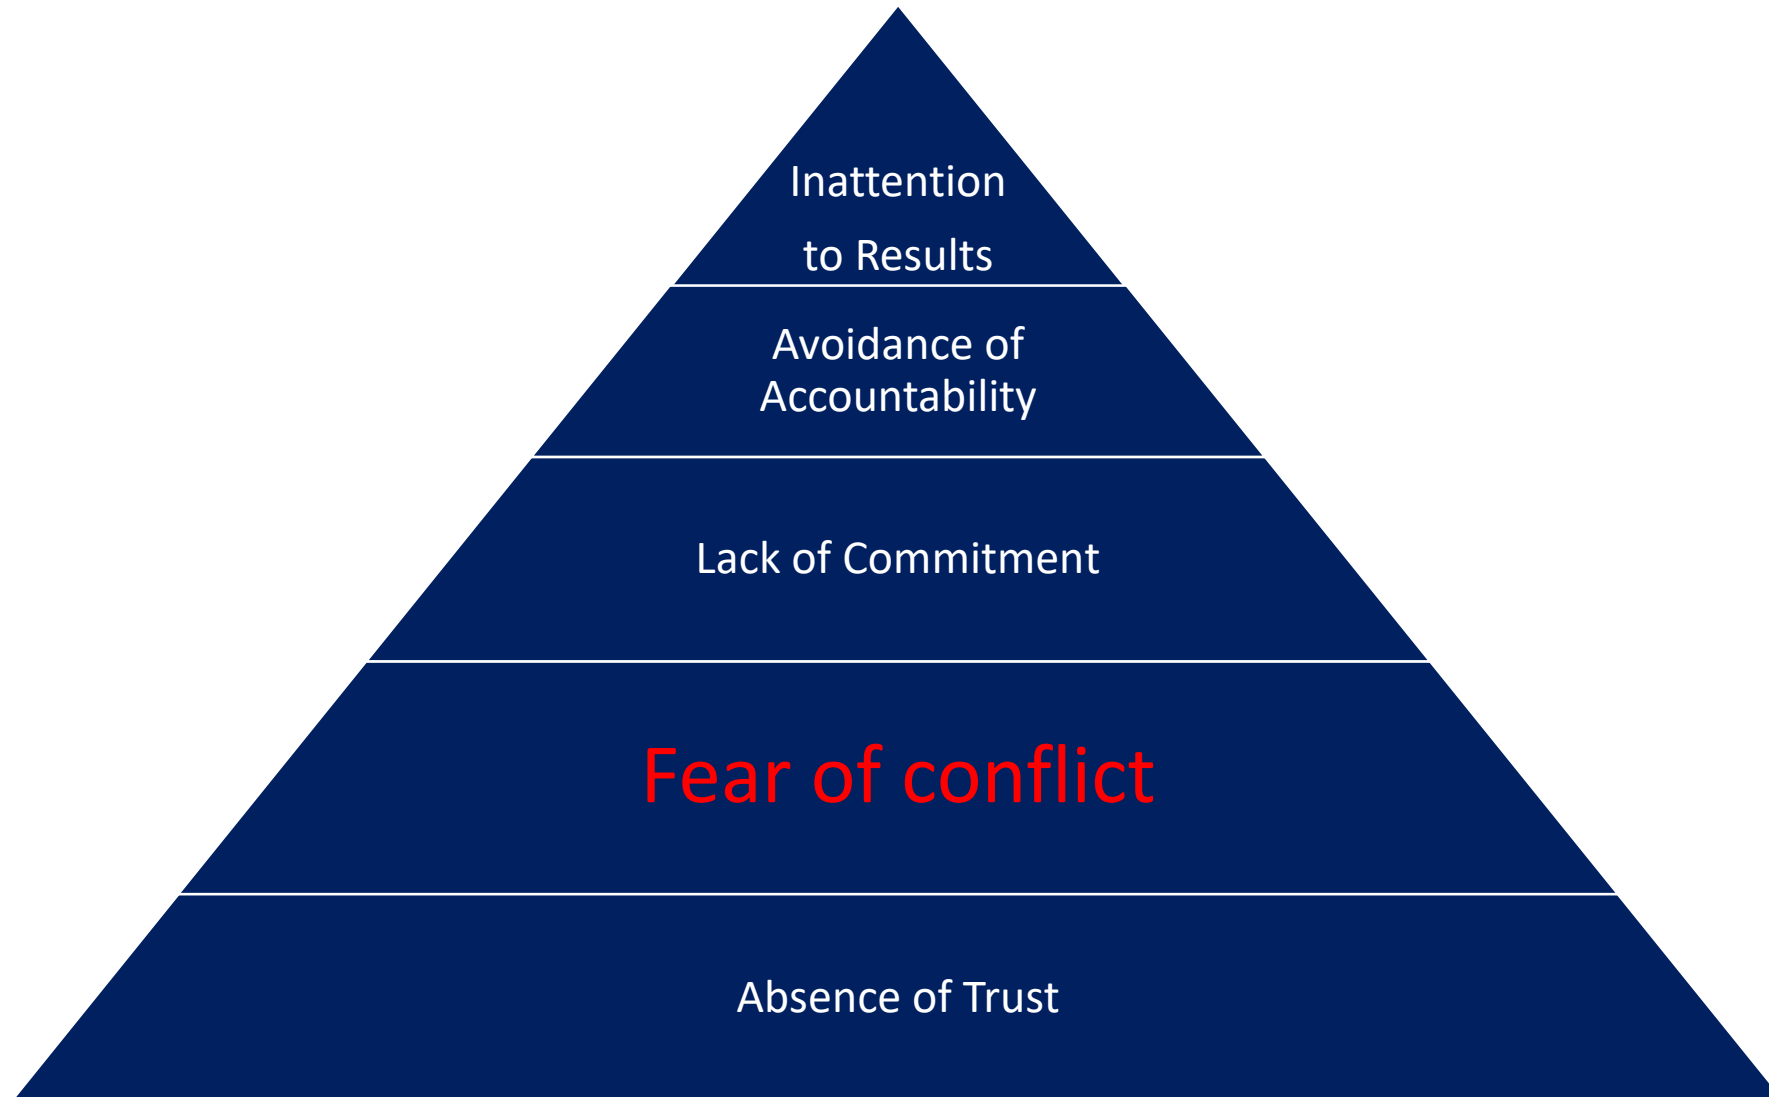 Inattention
to Results
Avoidance of
Accountability
Lack of Commitment
Fear of conflict
Absence of Trust